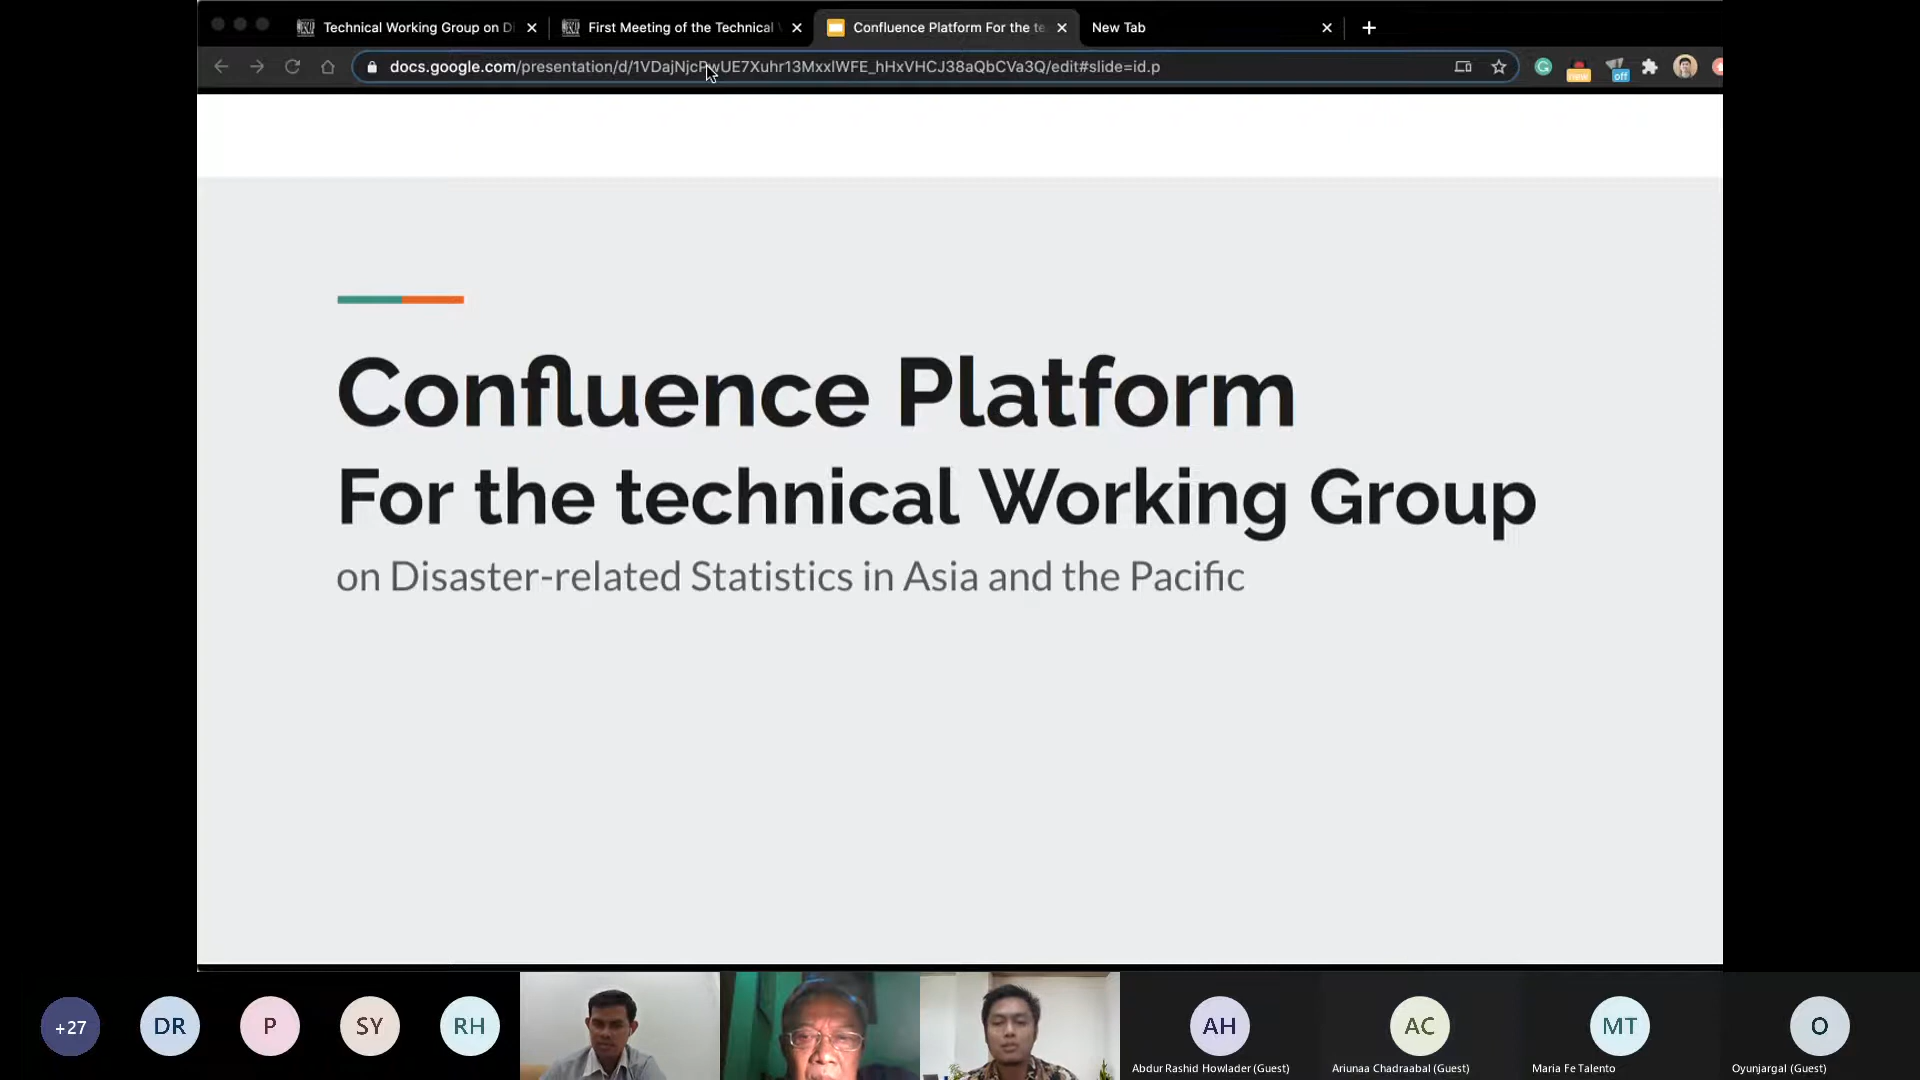 Technical Working Group on Di
First Meeting of the Technical
Confluence Platform For the te
New Tab
docs.google.com/presentation/d/1VDajNjcPwUE7Xuhr13MxxlWFE_hHxVHCJ38aQbCVa3Q/edit#slide=id.p
new
off
Confluence Platform
For the technical Working Group
on Disaster-related Statistics in Asia and the Pacific
+27
DR
P
SY
RH
AH
AC
MT
O
Abdur Rashid Howlader (Guest)
Ariunaa Chadraabal (Guest)
Maria Fe Talento
Oyunjargal (Guest)